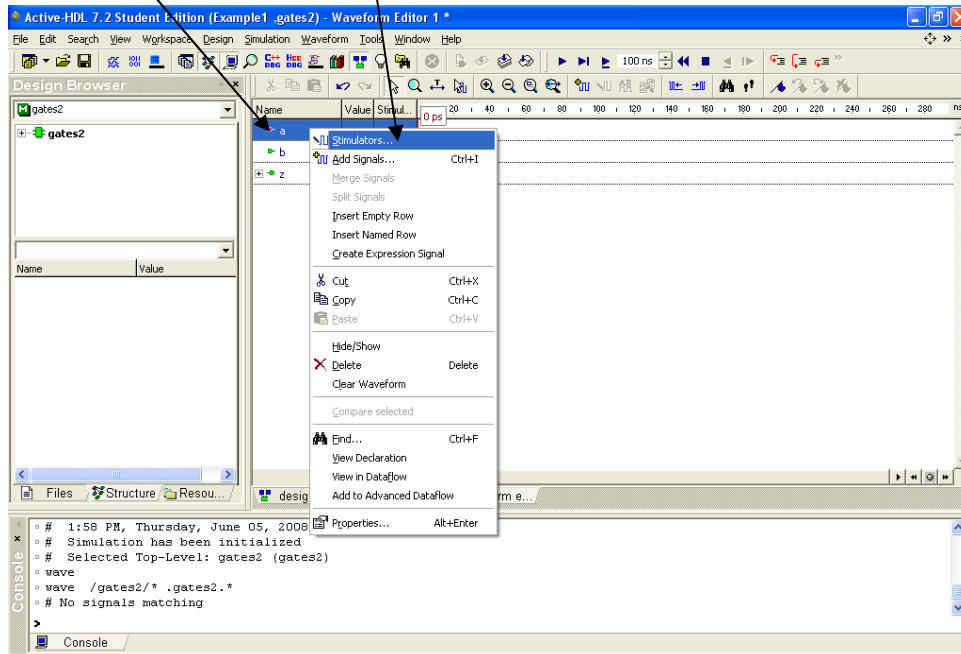 Active-HDL 7.2 Student Edition (Example1 ,gates2) - Waveform Editor 1 *
File Edit Search View Workspace Design Simulation Waveform Tools Window Help
100 ns
Design Browser
gates2
gates2
Name Value
Name Value Stimul... 20 40 60 80 100 120 140 160 180 200 220 240 260 280 ns
0 ps
a
b
z
Stimulators...
Add Signals... Ctrl+I
Merge Signals
Split Signals
Insert Empty Row
Insert Named Row
Create Expression Signal
Cut Ctrl+X
Copy Ctrl+C
Paste Ctrl+V
Hide/Show
Delete Delete
Clear Waveform
Compare selected
Find... Ctrl+F
View Declaration
View in Dataflow
Add to Advanced Dataflow
Properties... Alt+Enter
Files Structure Resou...
desig
rm e...
# 1:58 PM, Thursday, June 05, 2008
# Simulation has been initialized
# Selected Top-Level: gates2 (gates2)
wave
wave /gates2/* .gates2.*
# No signals matching
>
Console
Console